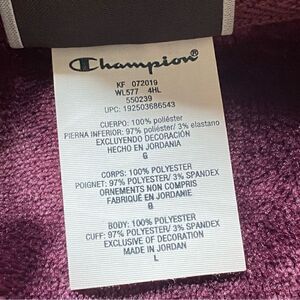 Champion®
KF 072019
WL577 4HL
550239
UPC: 192503686543
CUERPO: 100% poliéster
PIERNA INFERIOR: 97% poliéster/ 3% elastano
EXCLUYENDO DECORACIÓN
HECHO EN JORDANIA
G
CORPS: 100% POLYESTER
POIGNET: 97% POLYESTER/ 3% SPANDEX
ORNEMENTS NON COMPRIS
FABRIQUÉ EN JORDANIE
G
BODY: 100% POLYESTER
CUFF: 97% POLYESTER/ 3% SPANDEX
EXCLUSIVE OF DECORATION
MADE IN JORDAN
L